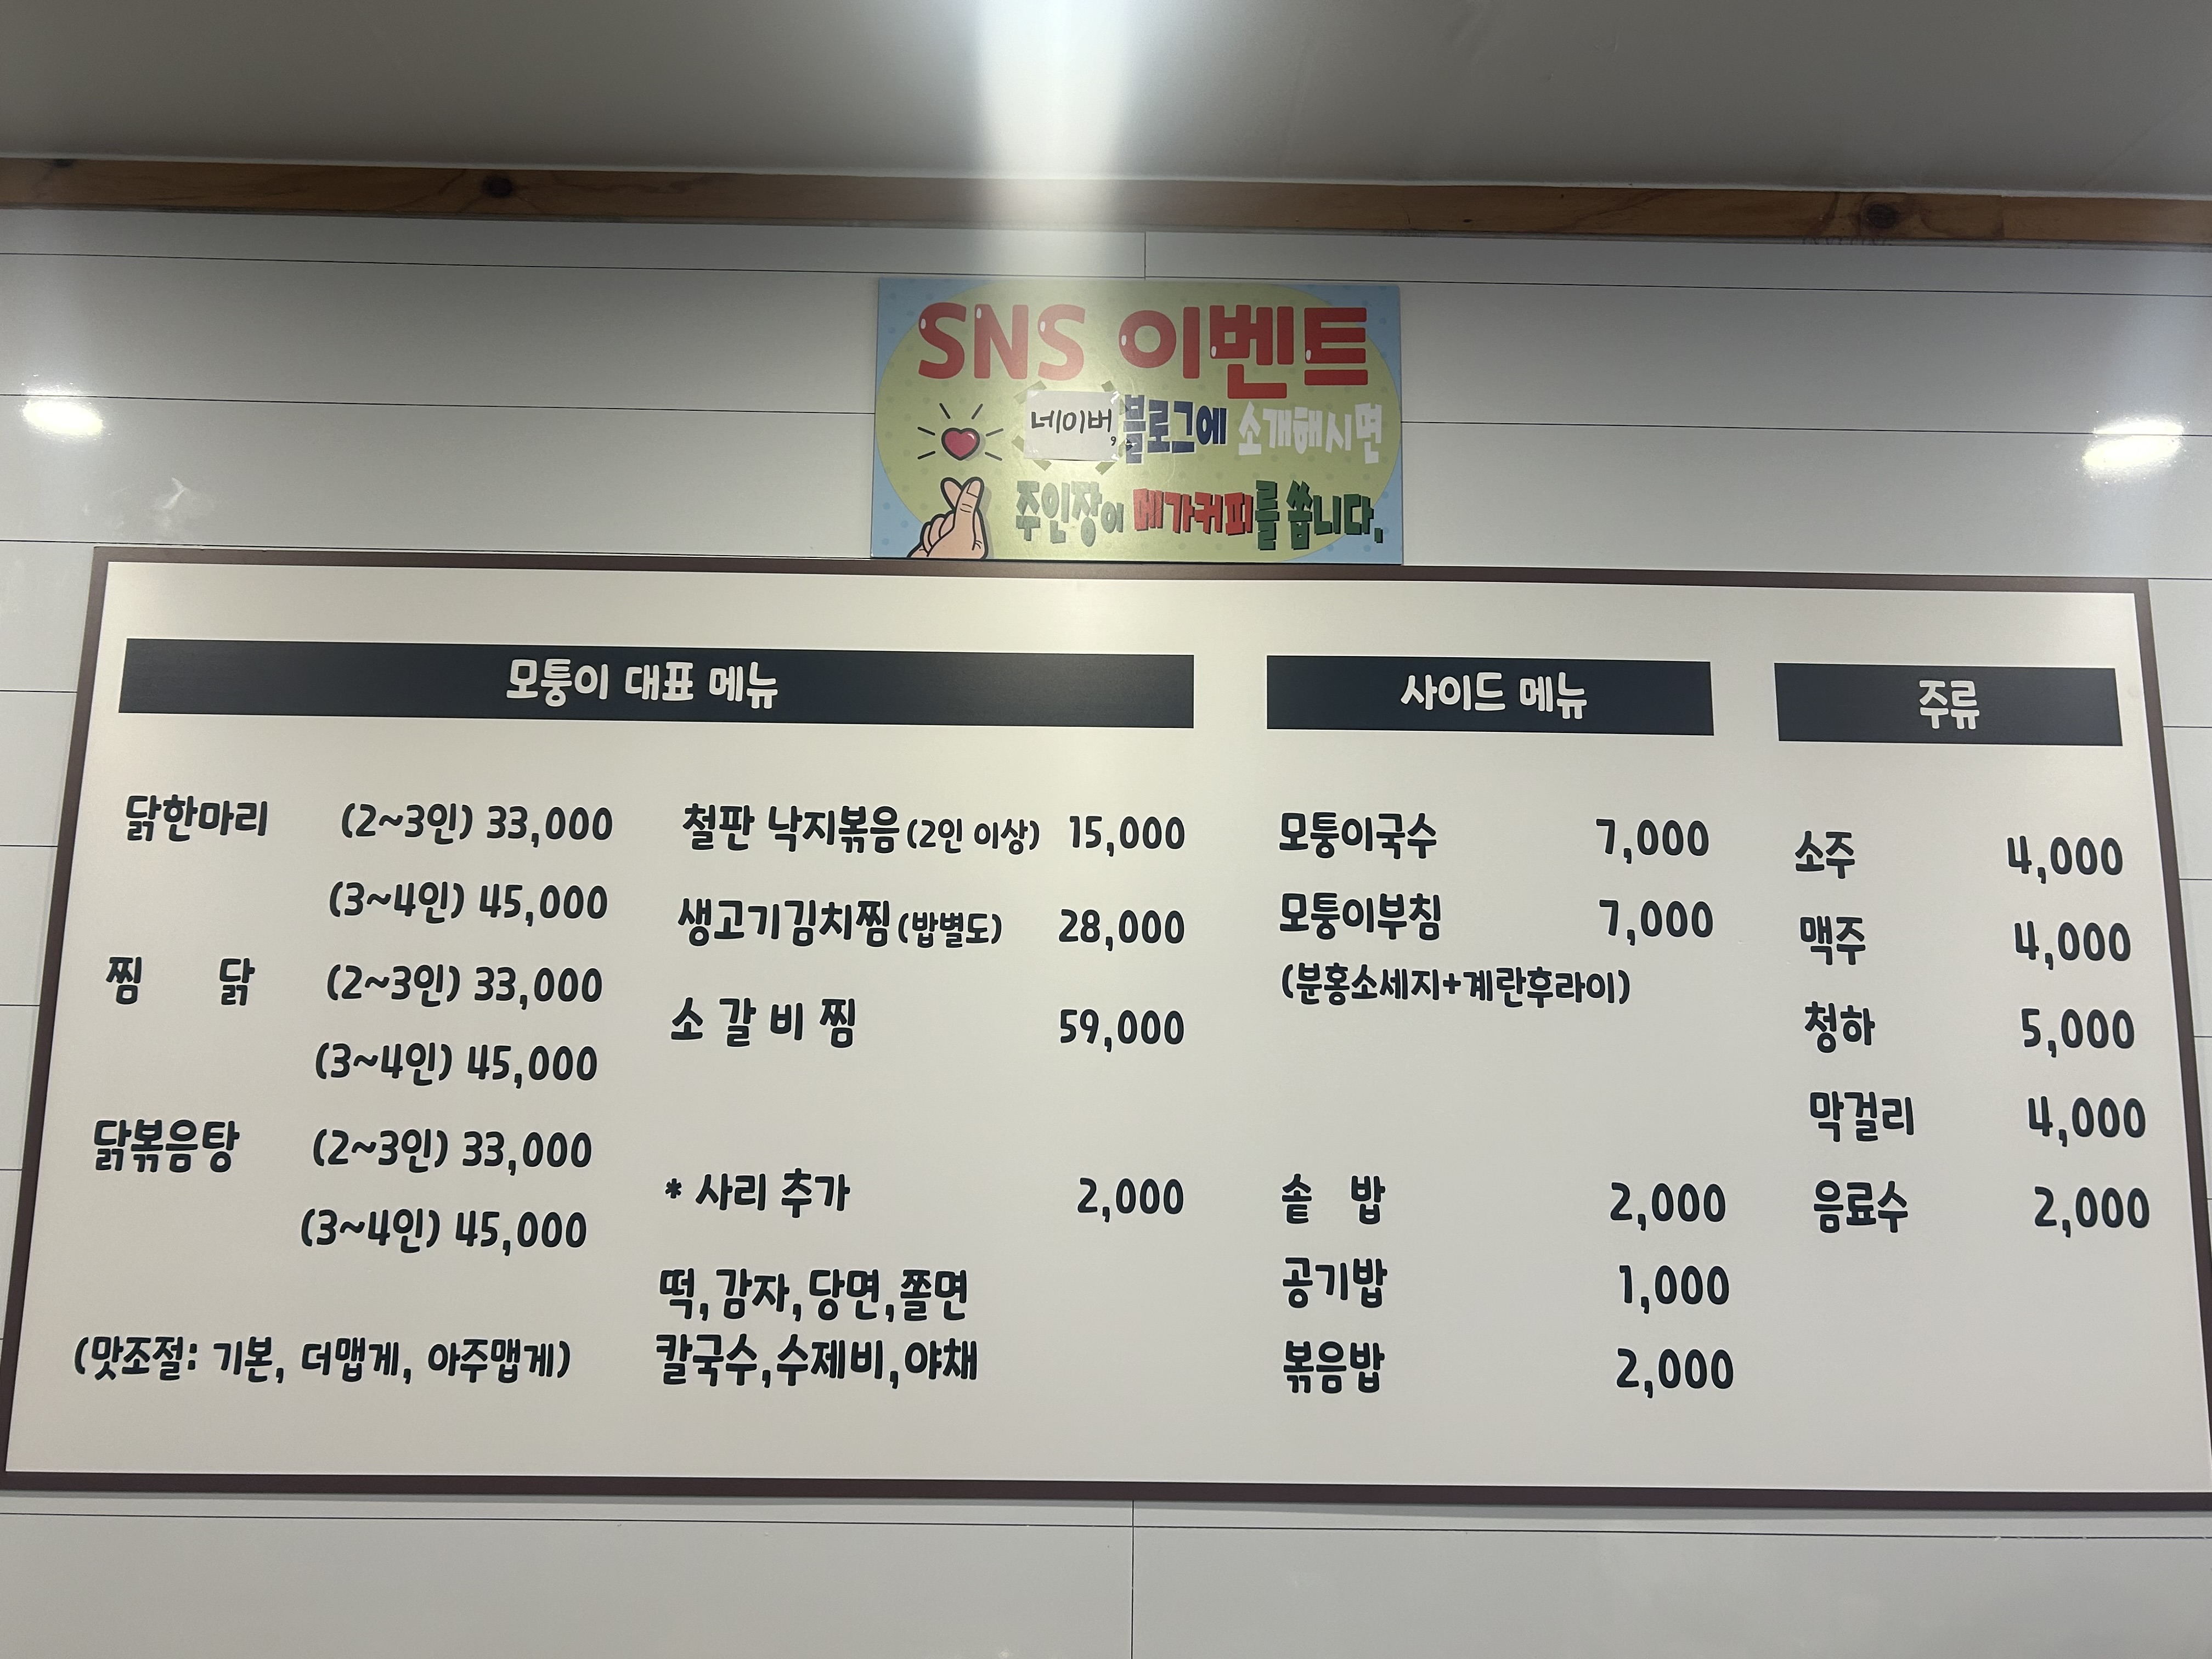 SNS 이벤트
네이버, 블로그에 소개해시면
주인장이 메가커피를 쏩니다.
모퉁이 대표 메뉴
닭한마리 (2~3인) 33,000
(3~4인) 45,000
찜 닭 (2~3인) 33,000
(3~4인) 45,000
닭볶음탕 (2~3인) 33,000
(3~4인) 45,000
(맛조절: 기본, 더맵게, 아주맵게)
철판 낙지볶음 (2인 이상) 15,000
생고기김치찜 (밥별도) 28,000
소 갈 비 찜 59,000
* 사리 추가 2,000
떡, 감자, 당면, 쫄면
칼국수, 수제비, 야채
사이드 메뉴
모퉁이국수 7,000
모퉁이부침 7,000
(분홍소세지+계란후라이)
솥 밥 2,000
공기밥 1,000
볶음밥 2,000
주류
소주 4,000
맥주 4,000
청하 5,000
막걸리 4,000
음료수 2,000